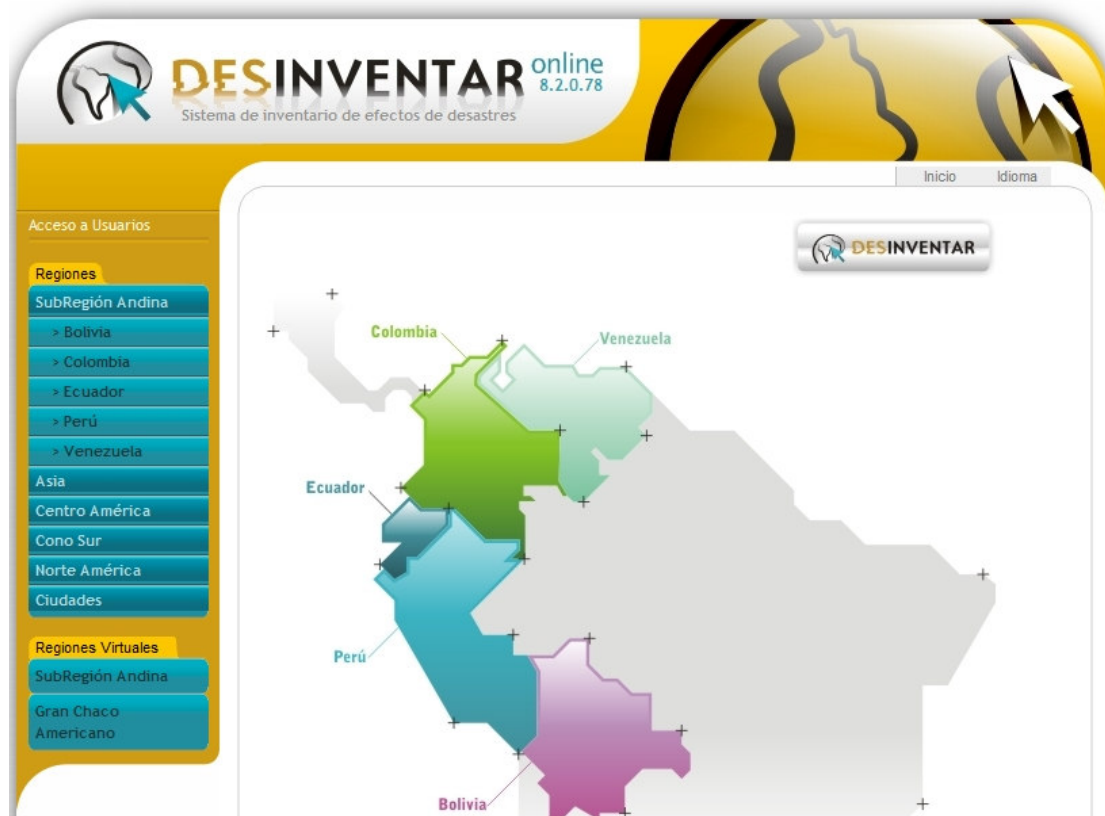 DESINVENTAR online
8.2.0.78
Sistema de inventario de efectos de desastres
Inicio Idioma
Acceso a Usuarios
Regiones
SubRegión Andina
> Bolivia
> Colombia
> Ecuador
> Perú
> Venezuela
Asia
Centro América
Cono Sur
Norte América
Ciudades
Regiones Virtuales
SubRegión Andina
Gran Chaco
Americano
DESINVENTAR
Colombia
Venezuela
Ecuador
Perú
Bolivia